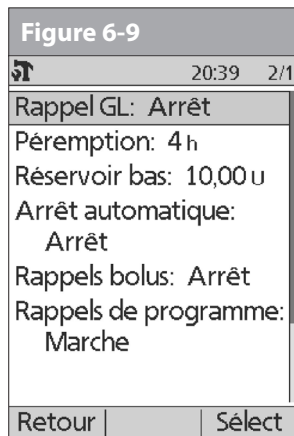 Figure 6-9
20:39 2/1
Rappel GL: Arrêt
Péremption: 4 h
Réservoir bas: 10,00 U
Arrêt automatique:
Arrêt
Rappels bolus: Arrêt
Rappels de programme:
Marche
Retour Sélect